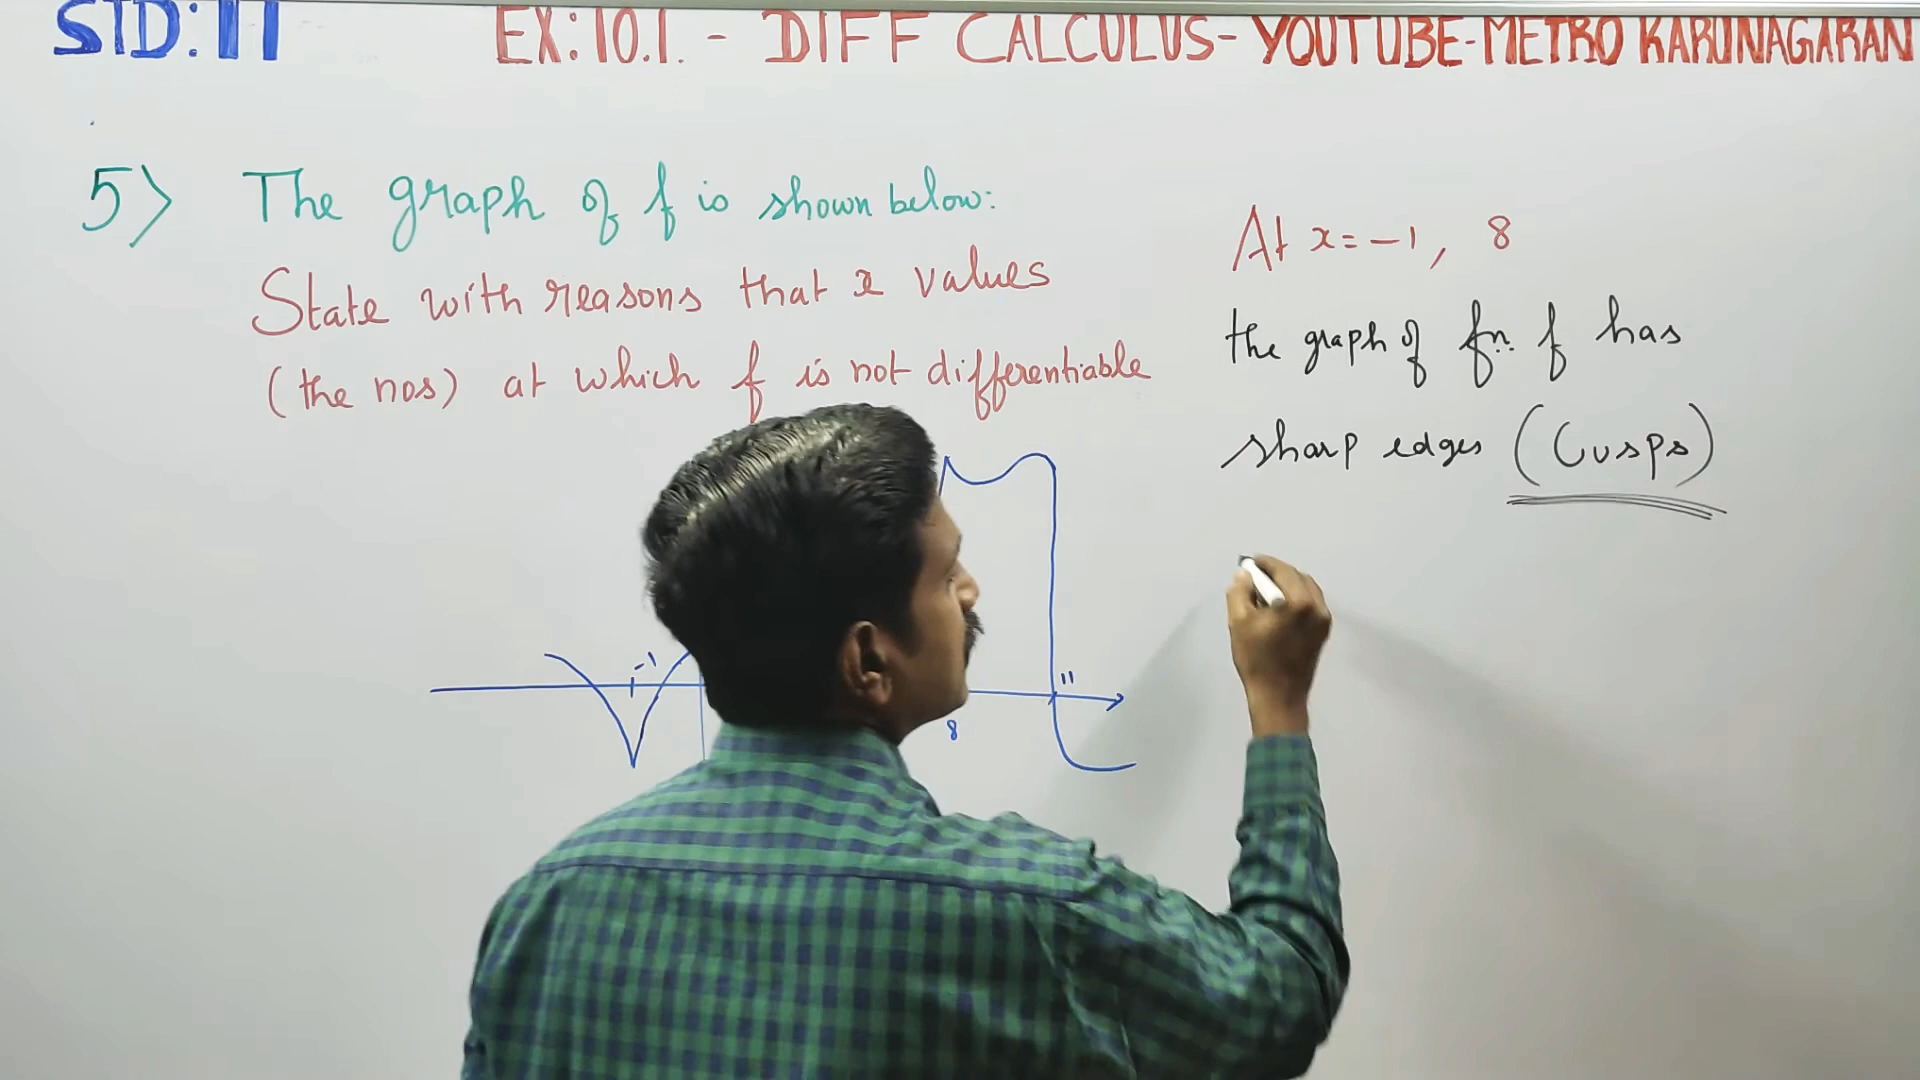 STD:11 EX:10.1. - DIFF CALCULUS- YOUTUBE-METRO KARUNAGARAN
5) The graph of f is shown below:
State with reasons that x values
(the nos) at which f is not differentiable
-1
8
11
At x = -1, 8
the graph of fn. f has
sharp edges (Cusps)